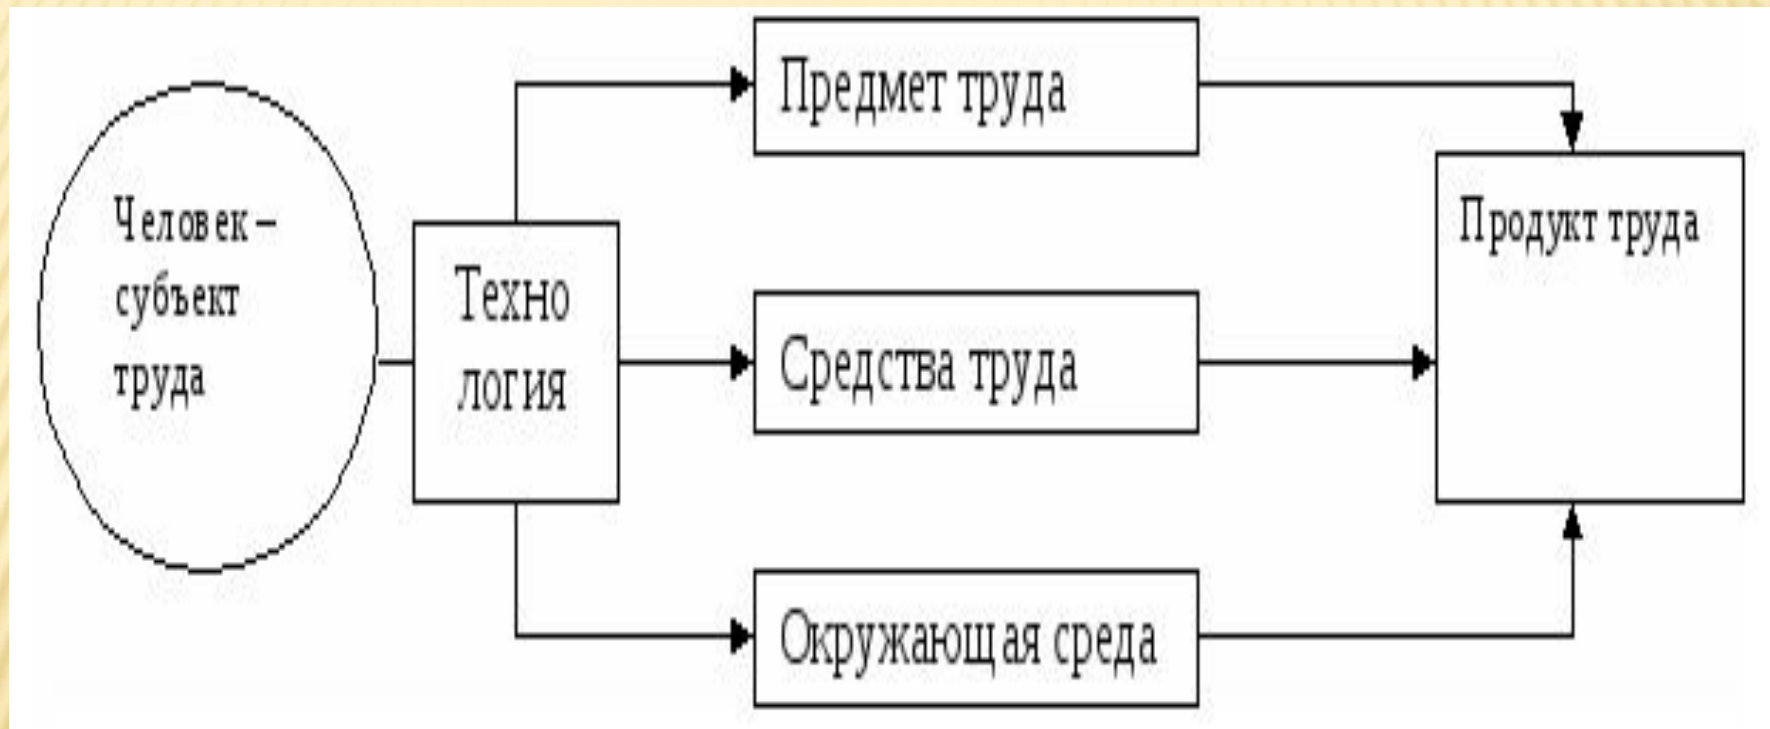 Человек –
субъект
труда
Техно
логия
Предмет труда
Средства труда
Окружающая среда
Продукт труда